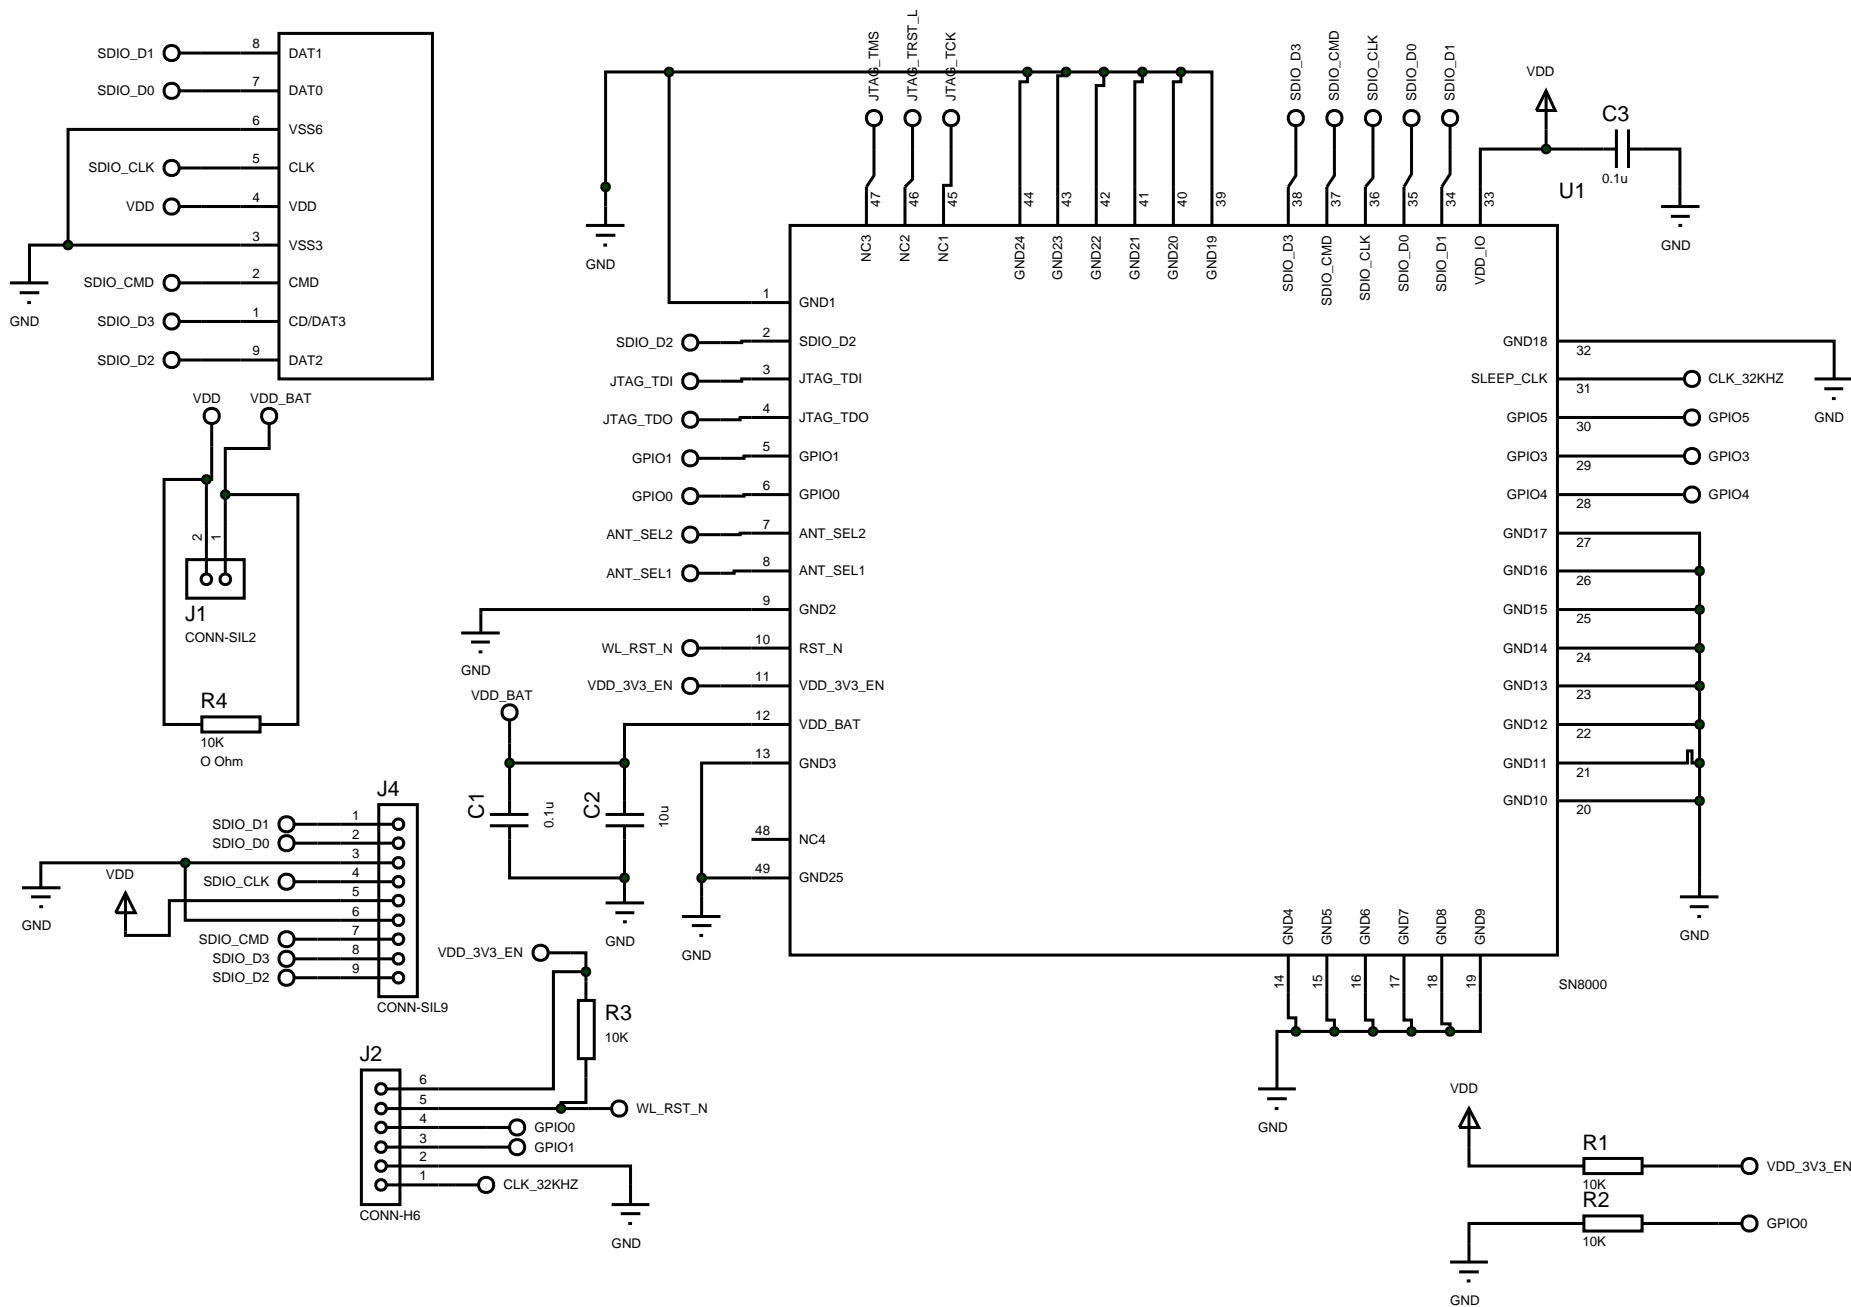 SDIO_D1 8 DAT1
SDIO_D0 7 DAT0
6 VSS6
SDIO_CLK 5 CLK
VDD 4 VDD
3 VSS3
SDIO_CMD 2 CMD
GND
SDIO_D3 1 CD/DAT3
SDIO_D2 9 DAT2
VDD VDD_BAT
2 1
J1
CONN-SIL2
R4
10K
O Ohm
J4
SDIO_D1 1
SDIO_D0 2
3
VDD
SDIO_CLK 4
5
GND
6
SDIO_CMD 7
SDIO_D3 8
SDIO_D2 9
CONN-SIL9
VDD_3V3_EN
R3
10K
J2
6
5 WL_RST_N
4 GPIO0
3 GPIO1
2
1 CLK_32KHZ
CONN-H6
GND
JTAG_TMS JTAG_TRST_L JTAG_TCK
SDIO_D3 SDIO_CMD SDIO_CLK SDIO_D0 SDIO_D1
VDD
C3
0.1u
GND
U1
GND
47 46 45 44 43 42 41 40 39 38 37 36 35 34 33
NC3 NC2 NC1 GND24 GND23 GND22 GND21 GND20 GND19 SDIO_D3 SDIO_CMD SDIO_CLK SDIO_D0 SDIO_D1 VDD_IO
1 GND1
SDIO_D2 2 SDIO_D2
JTAG_TDI 3 JTAG_TDI
JTAG_TDO 4 JTAG_TDO
GPIO1 5 GPIO1
GPIO0 6 GPIO0
ANT_SEL2 7 ANT_SEL2
ANT_SEL1 8 ANT_SEL1
9 GND2
GND
WL_RST_N 10 RST_N
VDD_3V3_EN 11 VDD_3V3_EN
VDD_BAT
12 VDD_BAT
13 GND3
C1
0.1u
C2
10u
48 NC4
49 GND25
GND
GND
GND18 32
SLEEP_CLK 31 CLK_32KHZ
GND
GPIO5 30 GPIO5
GPIO3 29 GPIO3
GPIO4 28 GPIO4
GND17 27
GND16 26
GND15 25
GND14 24
GND13 23
GND12 22
GND11 21
GND10 20
GND
GND4 GND5 GND6 GND7 GND8 GND9
14 15 16 17 18 19
SN8000
GND
VDD
R1
10K
VDD_3V3_EN
R2
10K
GPIO0
GND